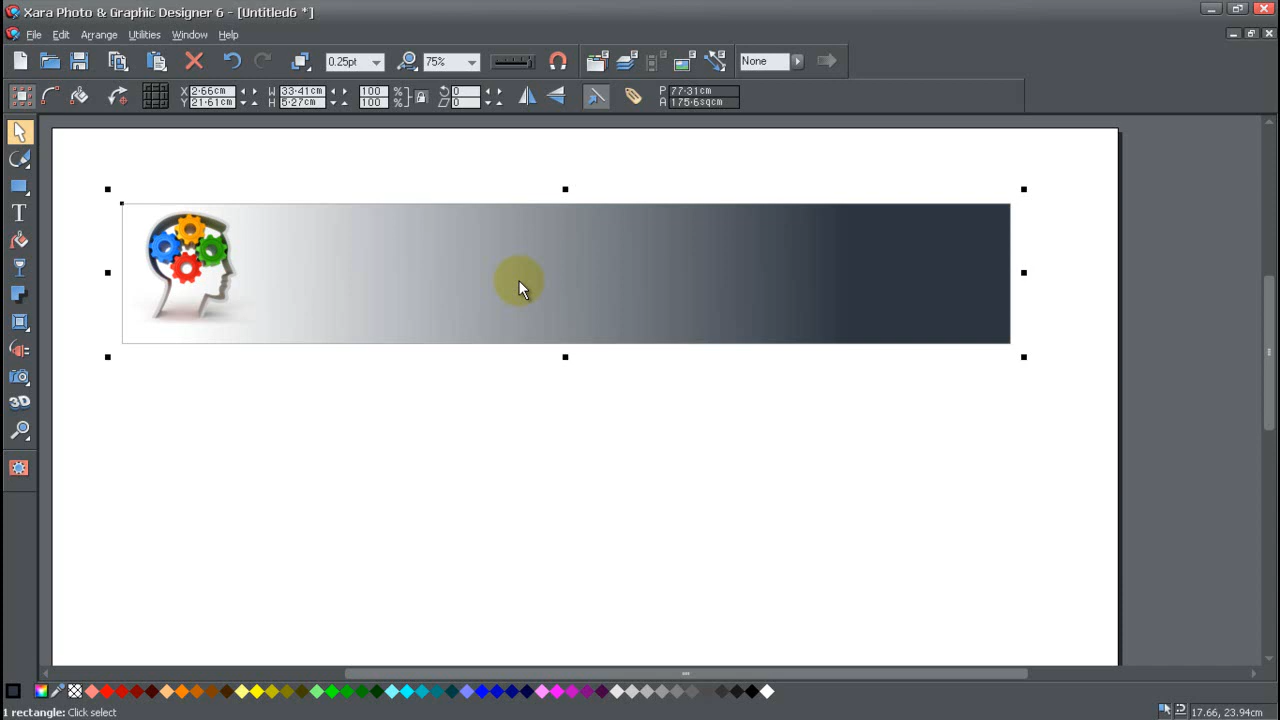 Xara Photo & Graphic Designer 6 - [Untitled6 *]
File Edit Arrange Utilities Window Help
0.25pt 75% None
X 2.66cm W 33.41cm 100 % 0 P 77.31cm
Y 21.61cm H 5.27cm 100 % 0 A 175.6sqcm
T
3D
1 rectangle: Click select 17.66, 23.94cm